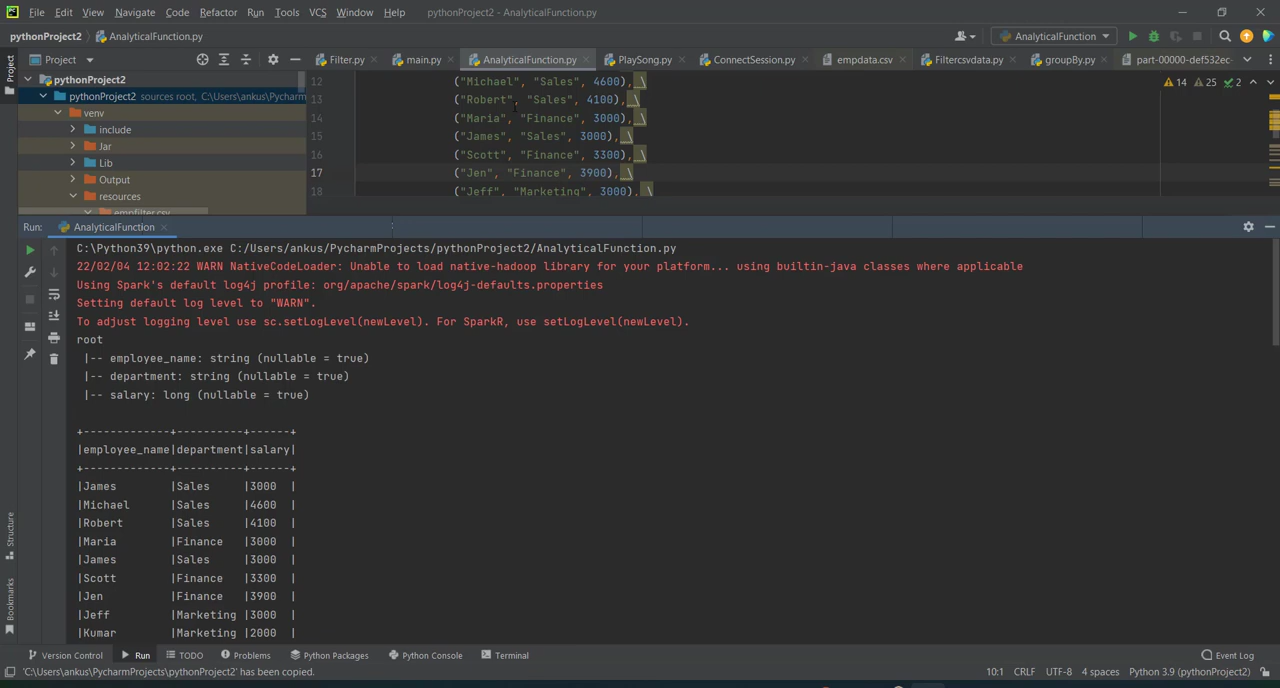 File Edit View Navigate Code Refactor Run Tools VCS Window Help pythonProject2 - AnalyticalFunction.py
pythonProject2 AnalyticalFunction.py AnalyticalFunction
Project Filter.py main.py AnalyticalFunction.py PlaySong.py ConnectSession.py empdata.csv Filtercsvdata.py groupBy.py part-00000-def532ec-
Project
pythonProject2
pythonProject2 sources root, C:\Users\ankus\Pycharm
venv
include
Jar
Lib
Output
resources
empfilter.csv
12 ("Michael", "Sales", 4600), \
13 ("Robert", "Sales", 4100), \
14 ("Maria", "Finance", 3000), \
15 ("James", "Sales", 3000), \
16 ("Scott", "Finance", 3300), \
17 ("Jen", "Finance", 3900), \
18 ("Jeff", "Marketing", 3000), \
14 25 2
Run: AnalyticalFunction
C:\Python39\python.exe C:/Users/ankus/PycharmProjects/pythonProject2/AnalyticalFunction.py
22/02/04 12:02:22 WARN NativeCodeLoader: Unable to load native-hadoop library for your platform... using builtin-java classes where applicable
Using Spark's default log4j profile: org/apache/spark/log4j-defaults.properties
Setting default log level to "WARN".
To adjust logging level use sc.setLogLevel(newLevel). For SparkR, use setLogLevel(newLevel).
root
|-- employee_name: string (nullable = true)
|-- department: string (nullable = true)
|-- salary: long (nullable = true)
+-------------+----------+------+
|employee_name|department|salary|
+-------------+----------+------+
|James |Sales |3000 |
|Michael |Sales |4600 |
|Robert |Sales |4100 |
|Maria |Finance |3000 |
|James |Sales |3000 |
|Scott |Finance |3300 |
|Jen |Finance |3900 |
|Jeff |Marketing |3000 |
|Kumar |Marketing |2000 |
Structure
Bookmarks
Version Control Run TODO Problems Python Packages Python Console Terminal Event Log
'C:\Users\ankus\PycharmProjects\pythonProject2' has been copied. 10:1 CRLF UTF-8 4 spaces Python 3.9 (pythonProject2)